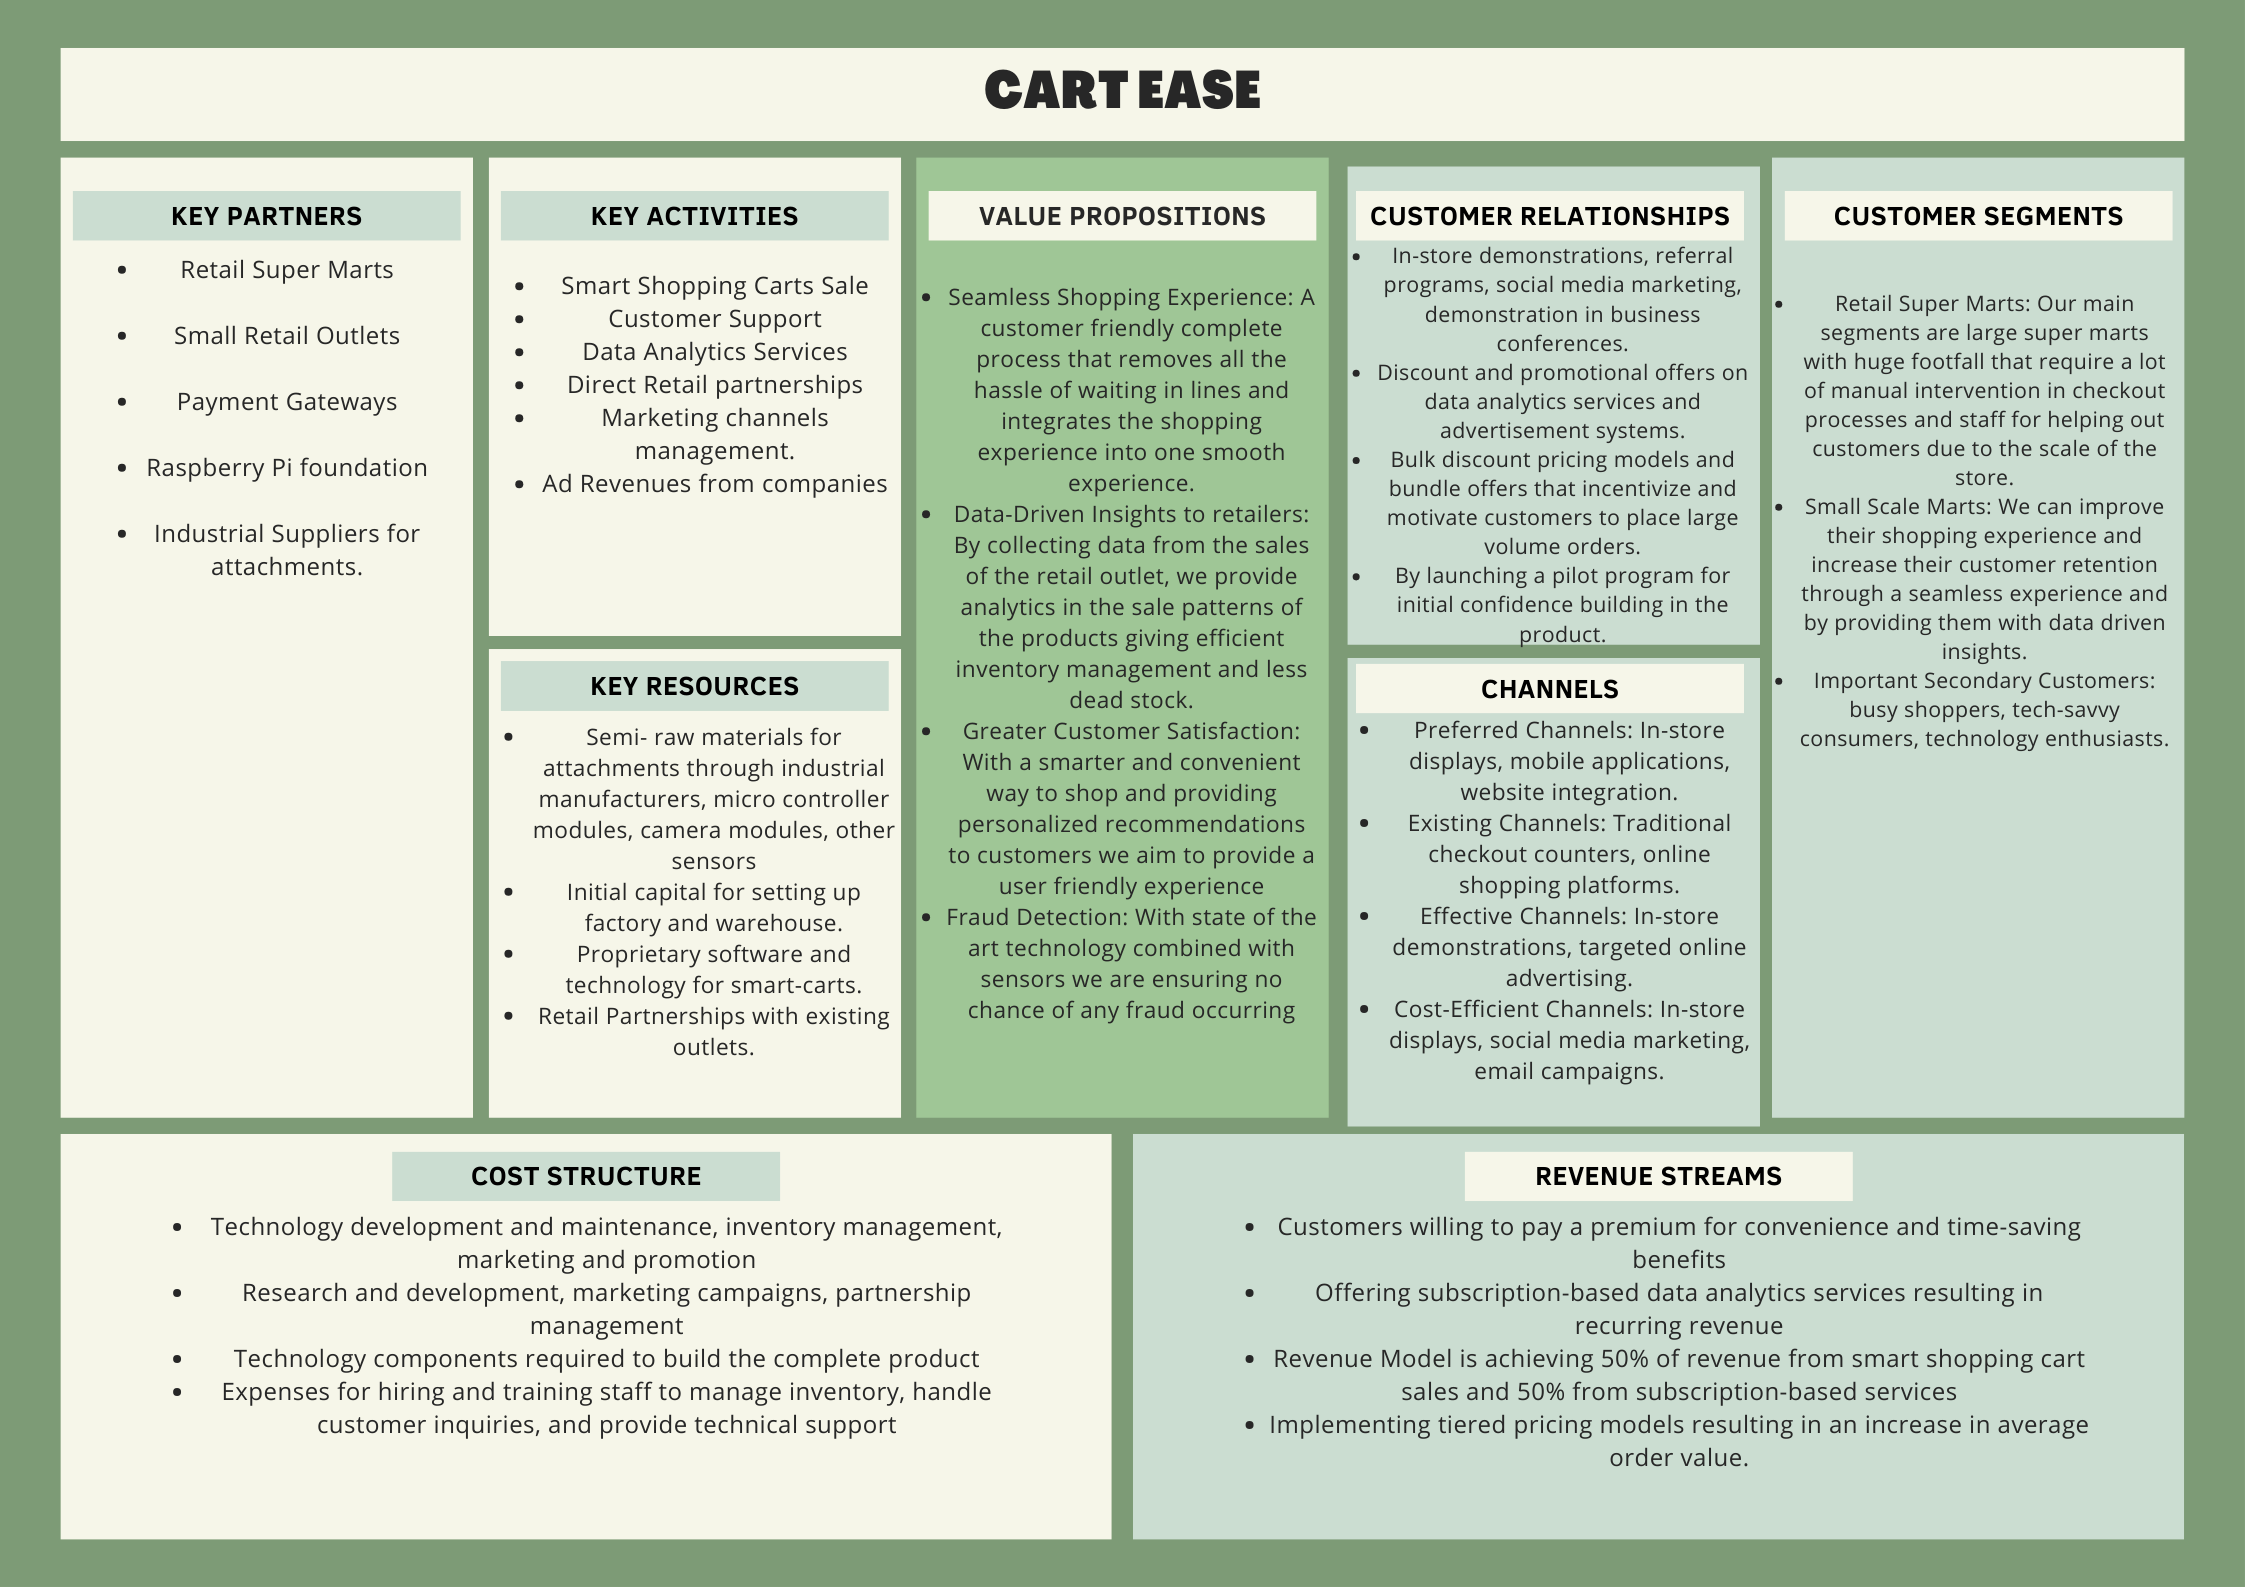 CART EASE
KEY PARTNERS
• Retail Super Marts
• Small Retail Outlets
• Payment Gateways
• Raspberry Pi foundation
• Industrial Suppliers for
attachments.
KEY ACTIVITIES
• Smart Shopping Carts Sale
• Customer Support
• Data Analytics Services
• Direct Retail partnerships
• Marketing channels
management.
• Ad Revenues from companies
KEY RESOURCES
• Semi- raw materials for
attachments through industrial
manufacturers, micro controller
modules, camera modules, other
sensors
• Initial capital for setting up
factory and warehouse.
• Proprietary software and
technology for smart-carts.
• Retail Partnerships with existing
outlets.
VALUE PROPOSITIONS
• Seamless Shopping Experience: A
customer friendly complete
process that removes all the
hassle of waiting in lines and
integrates the shopping
experience into one smooth
experience.
• Data-Driven Insights to retailers:
By collecting data from the sales
of the retail outlet, we provide
analytics in the sale patterns of
the products giving efficient
inventory management and less
dead stock.
• Greater Customer Satisfaction:
With a smarter and convenient
way to shop and providing
personalized recommendations
to customers we aim to provide a
user friendly experience
• Fraud Detection: With state of the
art technology combined with
sensors we are ensuring no
chance of any fraud occurring
CUSTOMER RELATIONSHIPS
• In-store demonstrations, referral
programs, social media marketing,
demonstration in business
conferences.
• Discount and promotional offers on
data analytics services and
advertisement systems.
• Bulk discount pricing models and
bundle offers that incentivize and
motivate customers to place large
volume orders.
• By launching a pilot program for
initial confidence building in the
product.
CHANNELS
• Preferred Channels: In-store
displays, mobile applications,
website integration.
• Existing Channels: Traditional
checkout counters, online
shopping platforms.
• Effective Channels: In-store
demonstrations, targeted online
advertising.
• Cost-Efficient Channels: In-store
displays, social media marketing,
email campaigns.
CUSTOMER SEGMENTS
• Retail Super Marts: Our main
segments are large super marts
with huge footfall that require a lot
of manual intervention in checkout
processes and staff for helping out
customers due to the scale of the
store.
• Small Scale Marts: We can improve
their shopping experience and
increase their customer retention
through a seamless experience and
by providing them with data driven
insights.
• Important Secondary Customers:
busy shoppers, tech-savvy
consumers, technology enthusiasts.
COST STRUCTURE
• Technology development and maintenance, inventory management,
marketing and promotion
• Research and development, marketing campaigns, partnership
management
• Technology components required to build the complete product
• Expenses for hiring and training staff to manage inventory, handle
customer inquiries, and provide technical support
REVENUE STREAMS
• Customers willing to pay a premium for convenience and time-saving
benefits
• Offering subscription-based data analytics services resulting in
recurring revenue
• Revenue Model is achieving 50% of revenue from smart shopping cart
sales and 50% from subscription-based services
• Implementing tiered pricing models resulting in an increase in average
order value.